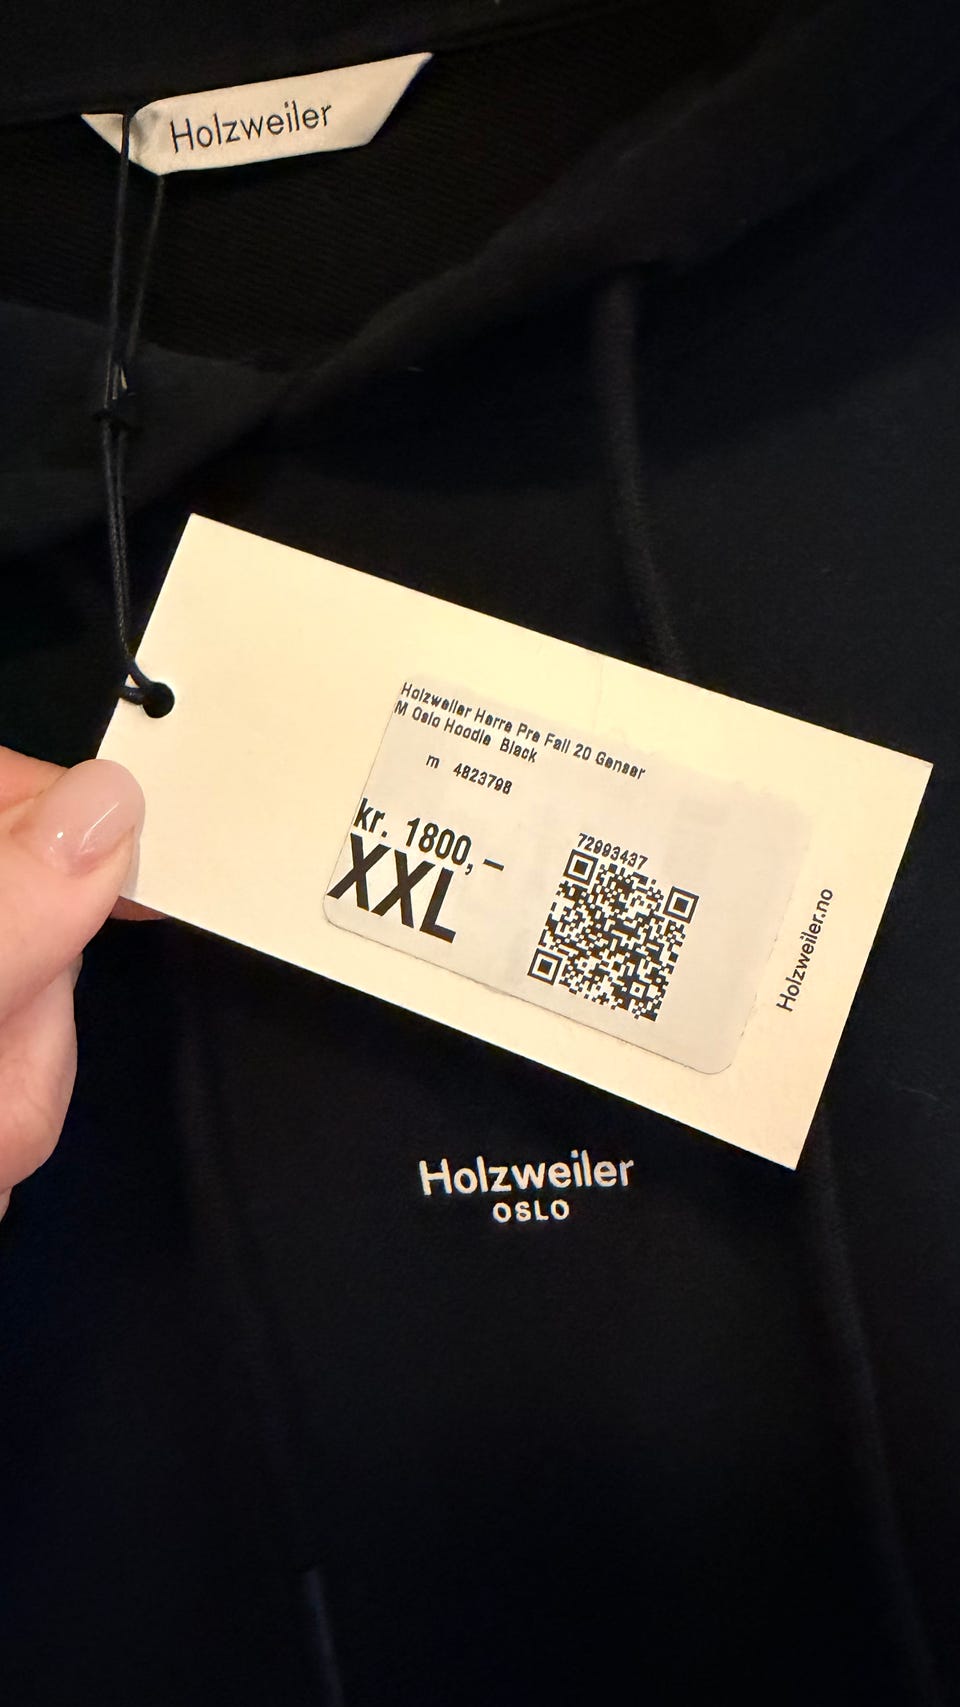 Holzweiler
Holzweiler Herre Pre Fall 20 Genser
M Oslo Hoodie Black
m 4823798
kr. 1800,–
XXL
72993437
Holzweiler.no
Holzweiler
OSLO